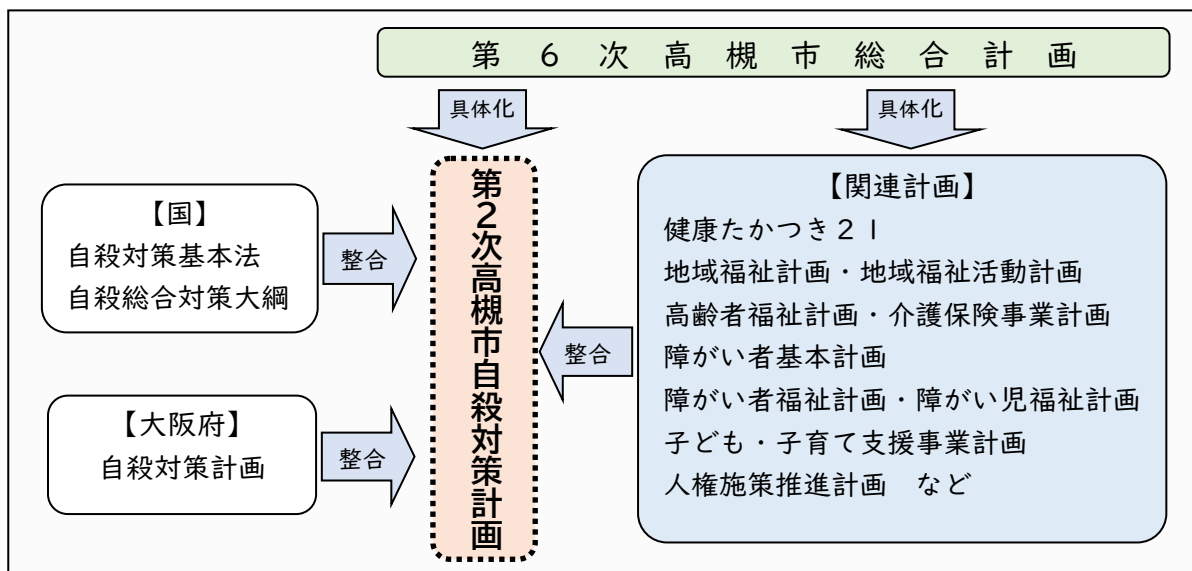 第６次高槻市総合計画
具体化
具体化
【国】
自殺対策基本法
自殺総合対策大綱
整合
【大阪府】
自殺対策計画
整合
第２次高槻市自殺対策計画
整合
【関連計画】
健康たかつき２１
地域福祉計画・地域福祉活動計画
高齢者福祉計画・介護保険事業計画
障がい者基本計画
障がい者福祉計画・障がい児福祉計画
子ども・子育て支援事業計画
人権施策推進計画　など